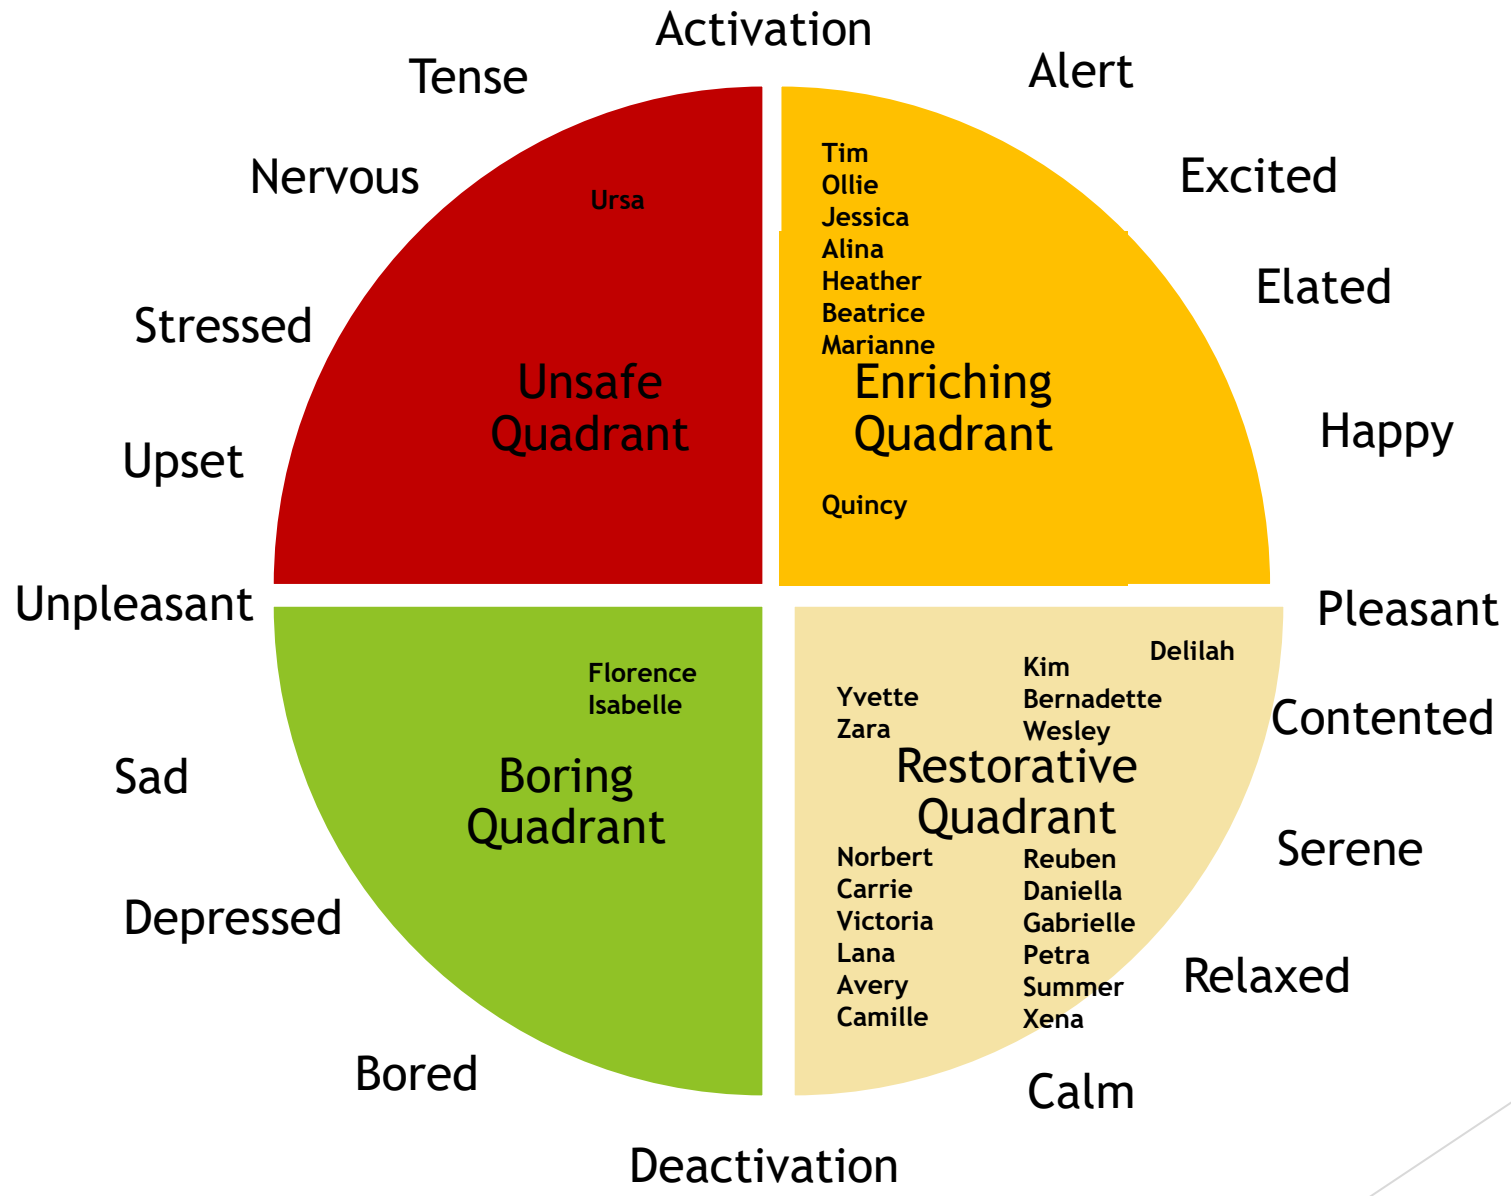 Activation
Tense
Alert
Nervous
Excited
Stressed
Elated
Upset
Happy
Unpleasant
Pleasant
Sad
Contented
Depressed
Serene
Bored
Relaxed
Calm
Deactivation
Ursa
Unsafe
Quadrant
Tim
Ollie
Jessica
Alina
Heather
Beatrice
Marianne
Enriching
Quadrant
Quincy
Florence
Isabelle
Boring
Quadrant
Delilah
Yvette
Zara
Kim
Bernadette
Wesley
Restorative
Quadrant
Norbert
Carrie
Victoria
Lana
Avery
Camille
Reuben
Daniella
Gabrielle
Petra
Summer
Xena